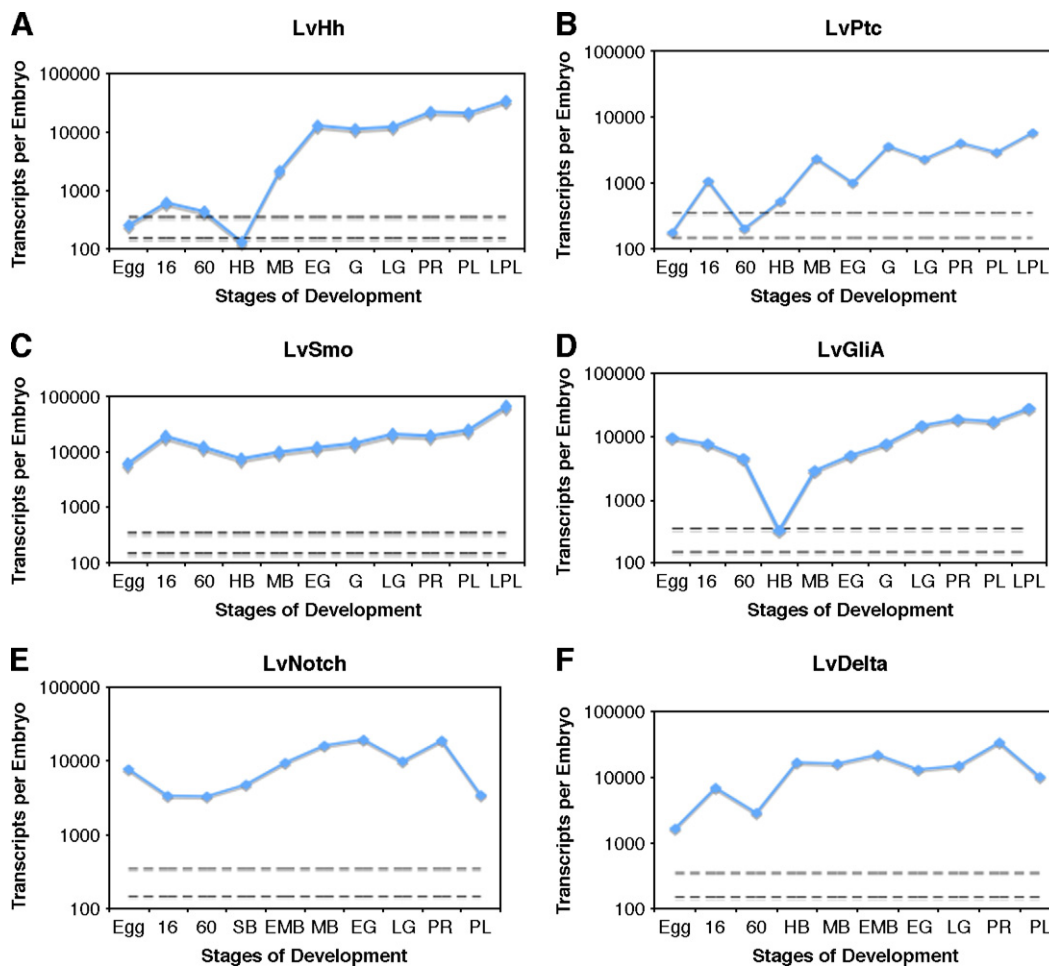 A
LvHh
Transcripts per Embryo
100000
10000
1000
100
Egg 16 60 HB MB EG G LG PR PL LPL
Stages of Development
B
LvPtc
Transcripts per Embryo
100000
10000
1000
100
Egg 16 60 HB MB EG G LG PR PL LPL
Stages of Development
C
LvSmo
Transcripts per Embryo
100000
10000
1000
100
Egg 16 60 HB MB EG G LG PR PL LPL
Stages of Development
D
LvGliA
Transcripts per Embryo
100000
10000
1000
100
Egg 16 60 HB MB EG G LG PR PL LPL
Stages of Development
E
LvNotch
Transcripts per Embryo
100000
10000
1000
100
Egg 16 60 SB EMB MB EG LG PR PL
Stages of Development
F
LvDelta
Transcripts per Embryo
100000
10000
1000
100
Egg 16 60 HB MB EMB EG LG PR PL
Stages of Development